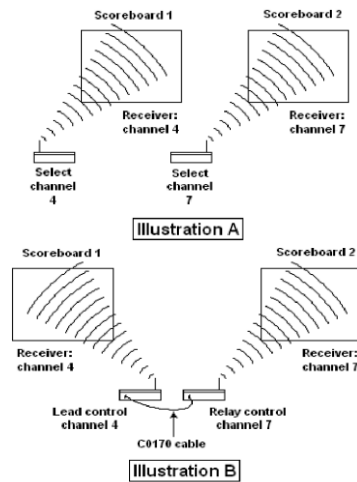 Scoreboard 1
Scoreboard 2
Receiver:
channel 4
Receiver:
channel 7
Select
channel
4
Select
channel
7
Illustration A
Scoreboard 1
Scoreboard 2
Receiver:
channel 4
Receiver:
channel 7
Lead control
channel 4
Relay control
channel 7
C0170 cable
Illustration B